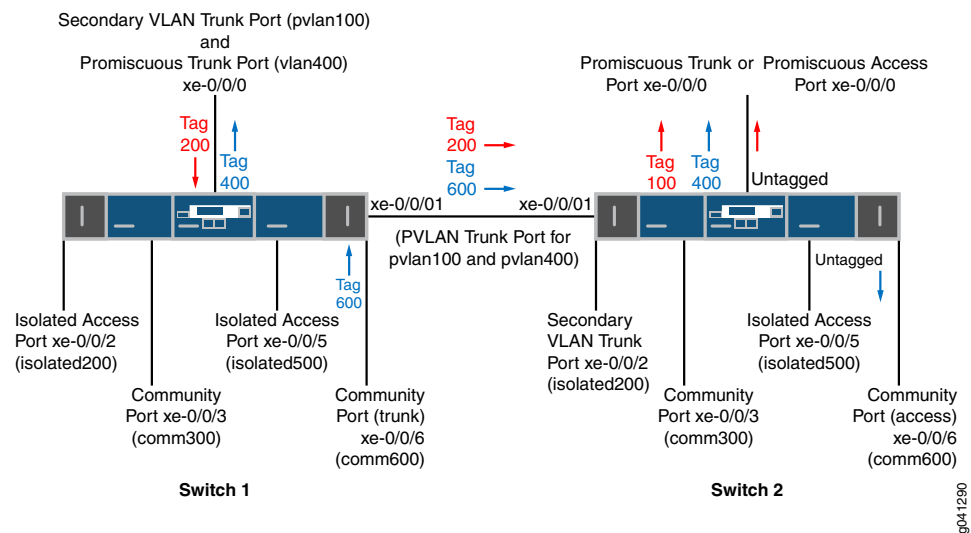 Secondary VLAN Trunk Port (pvlan100)
and
Promiscuous Trunk Port (vlan400)
xe-0/0/0
Tag
200
Tag
400
Tag
200
Tag
600
Promiscuous Trunk or Promiscuous Access
Port xe-0/0/0 Port xe-0/0/0
Tag
100
Tag
400
Untagged
xe-0/0/01 xe-0/0/01
(PVLAN Trunk Port for
pvlan100 and pvlan400)
Tag
600
Untagged
Isolated Access
Port xe-0/0/2
(isolated200)
Isolated Access
Port xe-0/0/5
(isolated500)
Community
Port xe-0/0/3
(comm300)
Community
Port (trunk)
xe-0/0/6
(comm600)
Switch 1
Secondary
VLAN Trunk
Port xe-0/0/2
(isolated200)
Isolated Access
Port xe-0/0/5
(isolated500)
Community
Port xe-0/0/3
(comm300)
Community
Port (access)
xe-0/0/6
(comm600)
Switch 2
g041290